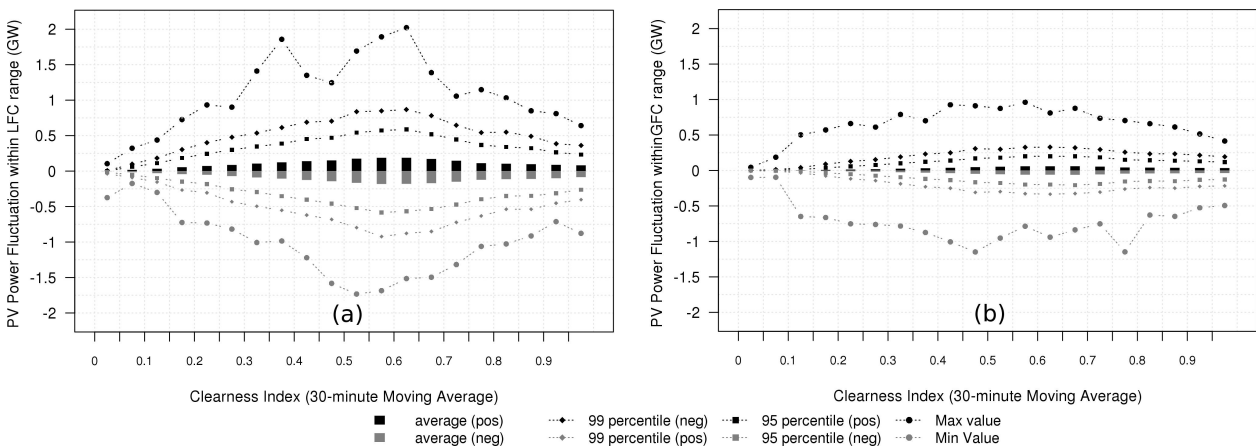 PV Power Fluctuation within LFC range (GW)
2
1.5
1
0.5
0
-0.5
-1
-1.5
-2
(a)
0 0.1 0.2 0.3 0.4 0.5 0.6 0.7 0.8 0.9
Clearness Index (30-minute Moving Average)
PV Power Fluctuation withinGFC range (GW)
2
1.5
1
0.5
0
-0.5
-1
-1.5
-2
(b)
0 0.1 0.2 0.3 0.4 0.5 0.6 0.7 0.8 0.9
Clearness Index (30-minute Moving Average)
average (pos) 99 percentile (neg) 95 percentile (pos) Max value
average (neg) 99 percentile (pos) 95 percentile (neg) Min Value